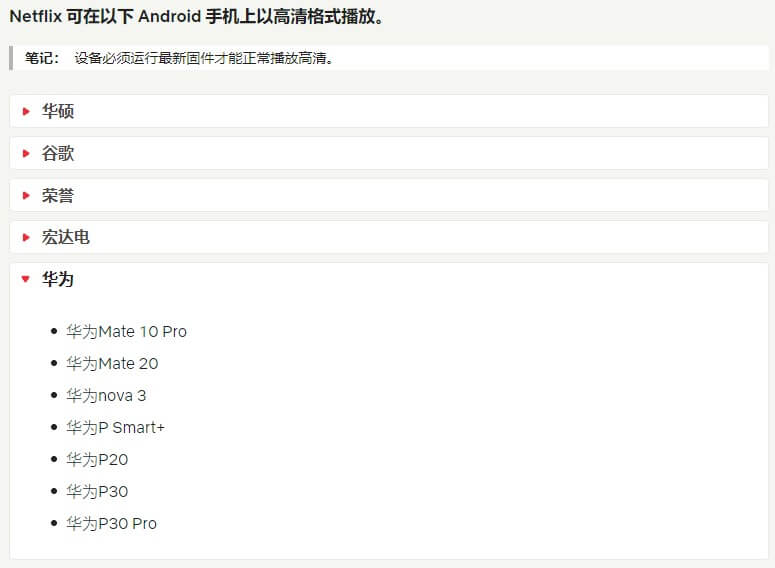 Netflix 可在以下 Android 手机上以高清格式播放。
笔记： 设备必须运行最新固件才能正常播放高清。
华硕
谷歌
荣誉
宏达电
华为
华为Mate 10 Pro
华为Mate 20
华为nova 3
华为P Smart+
华为P20
华为P30
华为P30 Pro